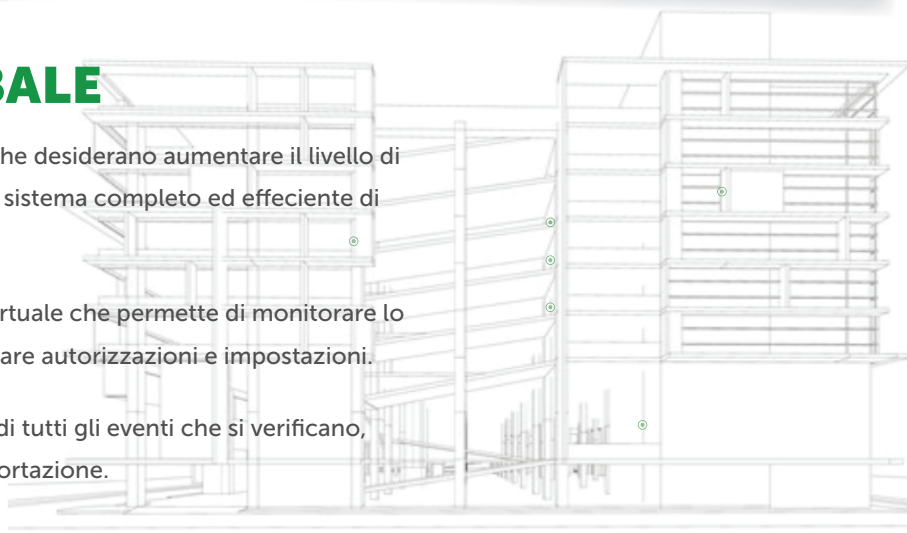 BALE
he desiderano aumentare il livello di
sistema completo ed effeciente di
rtuale che permette di monitorare lo
are autorizzazioni e impostazioni.
di tutti gli eventi che si verificano,
ortazione.